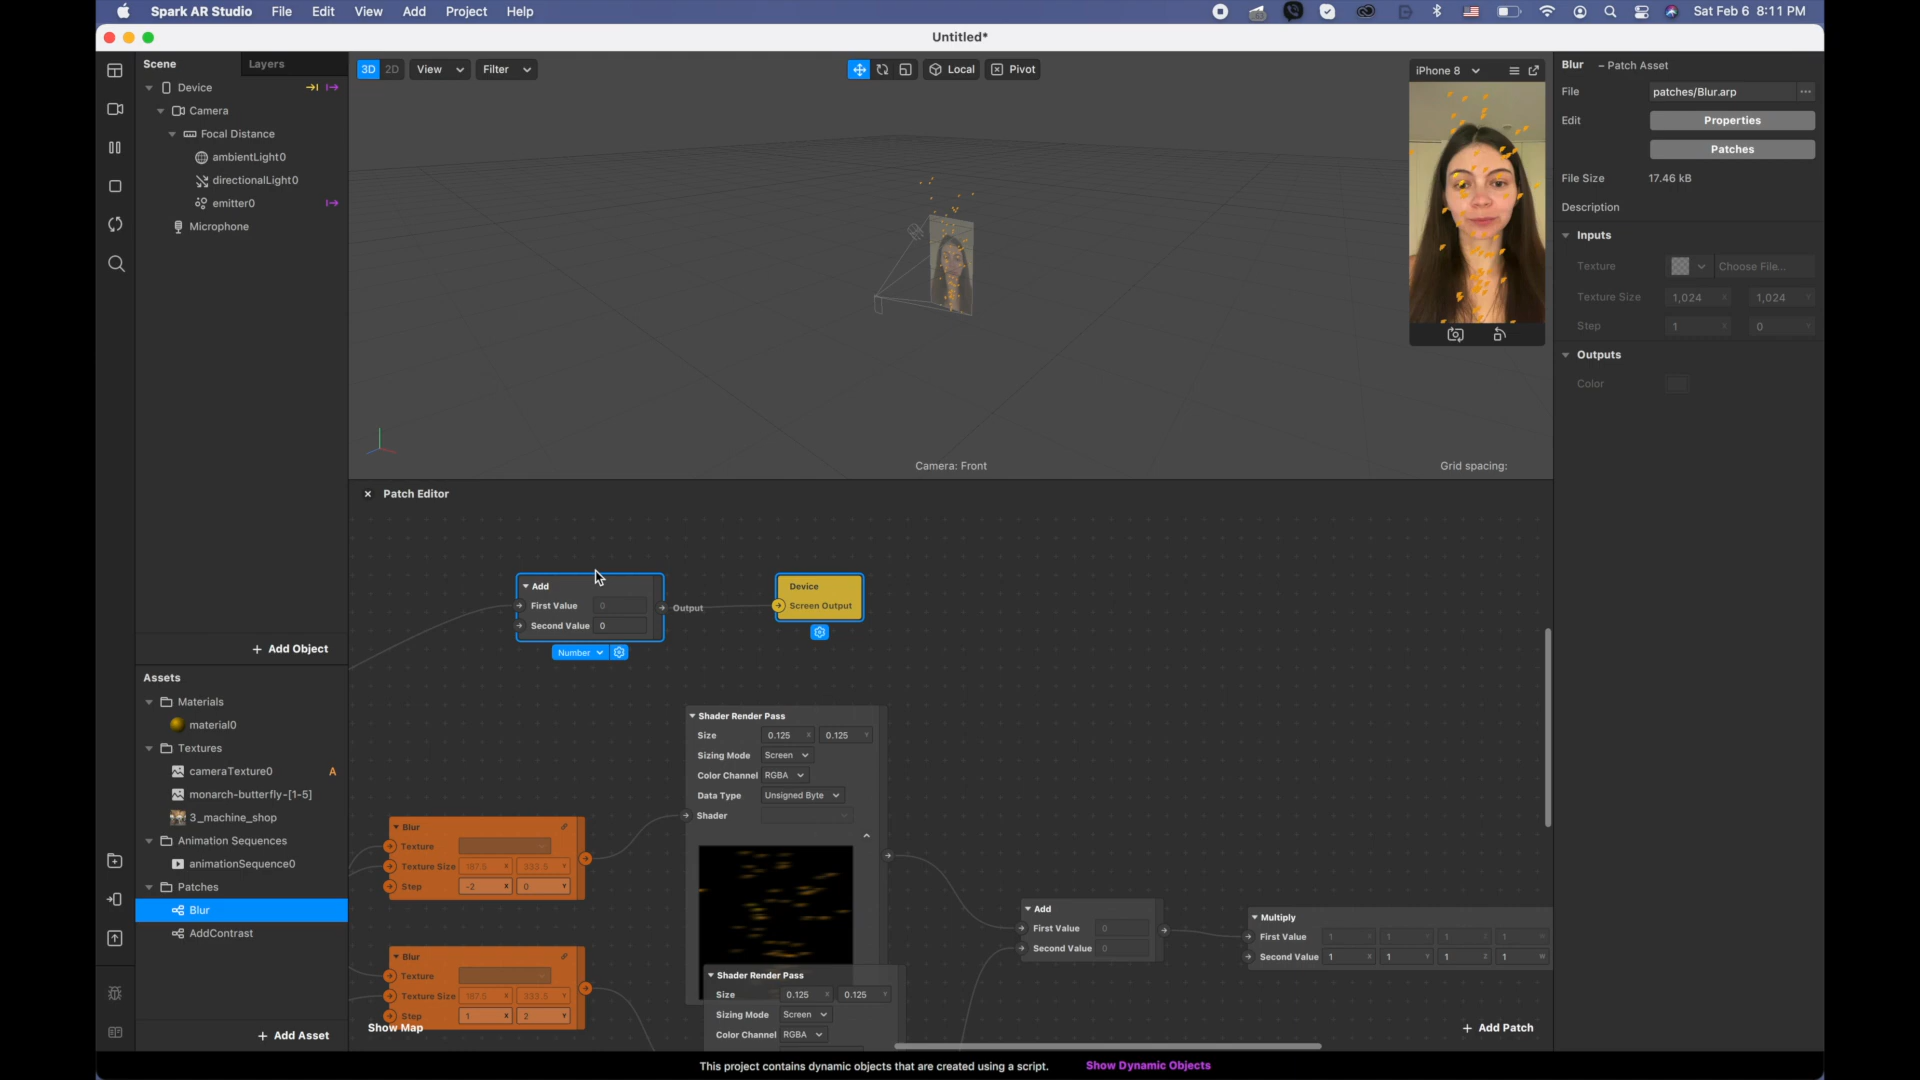 Spark AR Studio File Edit View Add Project Help
Sat Feb 6 8:11 PM
Untitled*
Scene
Layers
Device
Camera
Focal Distance
ambientLight0
directionalLight0
emitter0
Microphone
+ Add Object
Assets
Materials
material0
Textures
cameraTexture0 A
monarch-butterfly-[1-5]
3_machine_shop
Animation Sequences
animationSequence0
Patches
Blur
AddContrast
+ Add Asset
3D 2D View Filter
Local Pivot
iPhone 8
Camera: Front
Grid spacing:
Patch Editor
Add
First Value 0
Second Value 0
Output
Number
Device
Screen Output
Shader Render Pass
Size 0.125 X 0.125 Y
Sizing Mode Screen
Color Channel RGBA
Data Type Unsigned Byte
Shader
Blur
Texture
Texture Size 187.5 X 333.5 Y
Step -2 X 0 Y
Blur
Texture
Texture Size 187.5 X 333.5 Y
Step 1 X 2 Y
Show Map
Shader Render Pass
Size 0.125 X 0.125 Y
Sizing Mode Screen
Color Channel RGBA
Add
First Value 0
Second Value 0
Multiply
First Value 1 X 1 Y 1 Z 1 W
Second Value 1 X 1 Y 1 Z 1 W
+ Add Patch
Blur – Patch Asset
File patches/Blur.arp ...
Edit Properties
Patches
File Size 17.46 kB
Description
Inputs
Texture Choose File...
Texture Size 1,024 X 1,024 Y
Step 1 X 0 Y
Outputs
Color
This project contains dynamic objects that are created using a script. Show Dynamic Objects